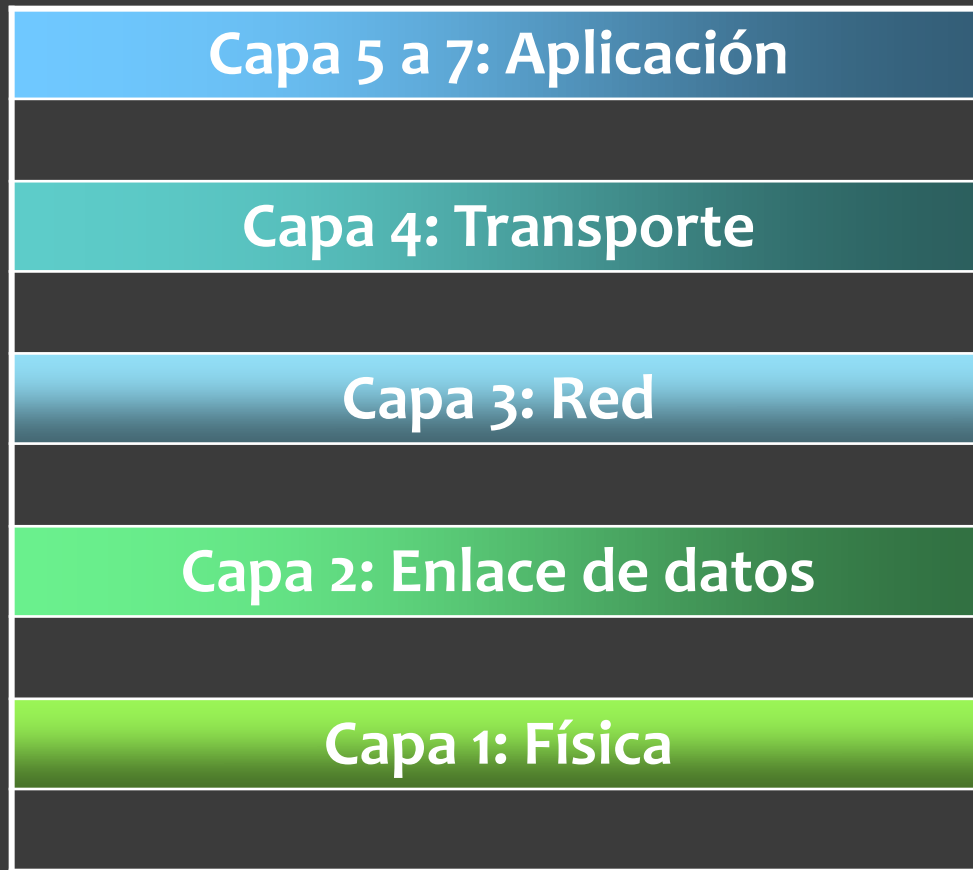 Capa 5 a 7: Aplicación
Capa 4: Transporte
Capa 3: Red
Capa 2: Enlace de datos
Capa 1: Física